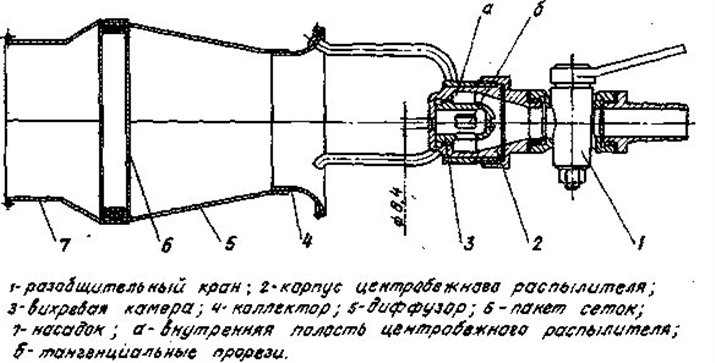 а
б
ф 8,4
7
6
5
4
3
2
1
1-разобщительный кран; 2-корпус центробежного распылителя;
3-вихревая камера; 4-коллектор; 5-диффузор; 6-пакет сеток;
7-насадок; а-внутренняя полость центробежного распылителя;
б-тангенциальные прорези.